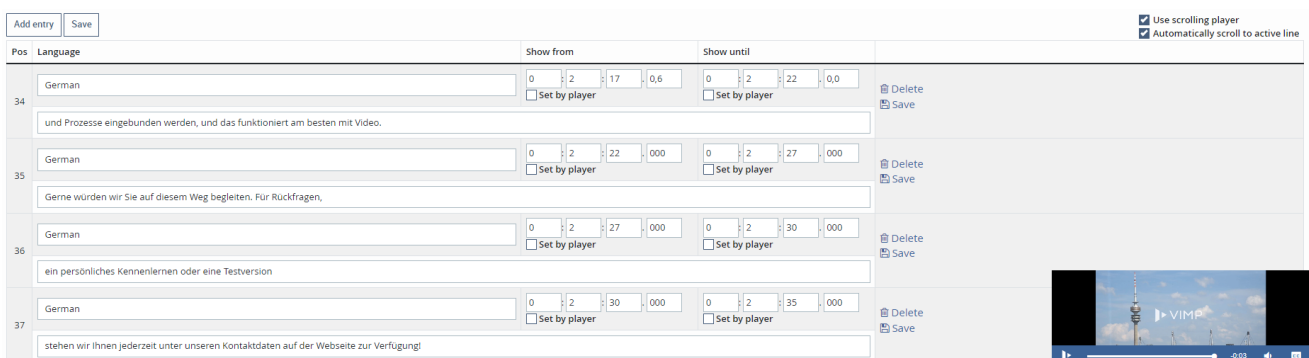 Add entry Save
Use scrolling player
Automatically scroll to active line
Pos Language Show from Show until
34 German 0 : 2 : 17 . 0,6 0 : 2 : 22 . 0,0 Delete
Set by player Set by player Save
und Prozesse eingebunden werden, und das funktioniert am besten mit Video.
35 German 0 : 2 : 22 . 000 0 : 2 : 27 . 000 Delete
Set by player Set by player Save
Gerne würden wir Sie auf diesem Weg begleiten. Für Rückfragen,
36 German 0 : 2 : 27 . 000 0 : 2 : 30 . 000 Delete
Set by player Set by player Save
ein persönliches Kennenlernen oder eine Testversion
37 German 0 : 2 : 30 . 000 0 : 2 : 35 . 000 Delete
Set by player Set by player Save
stehen wir Ihnen jederzeit unter unseren Kontaktdaten auf der Webseite zur Verfügung!
VIMP
-0:03